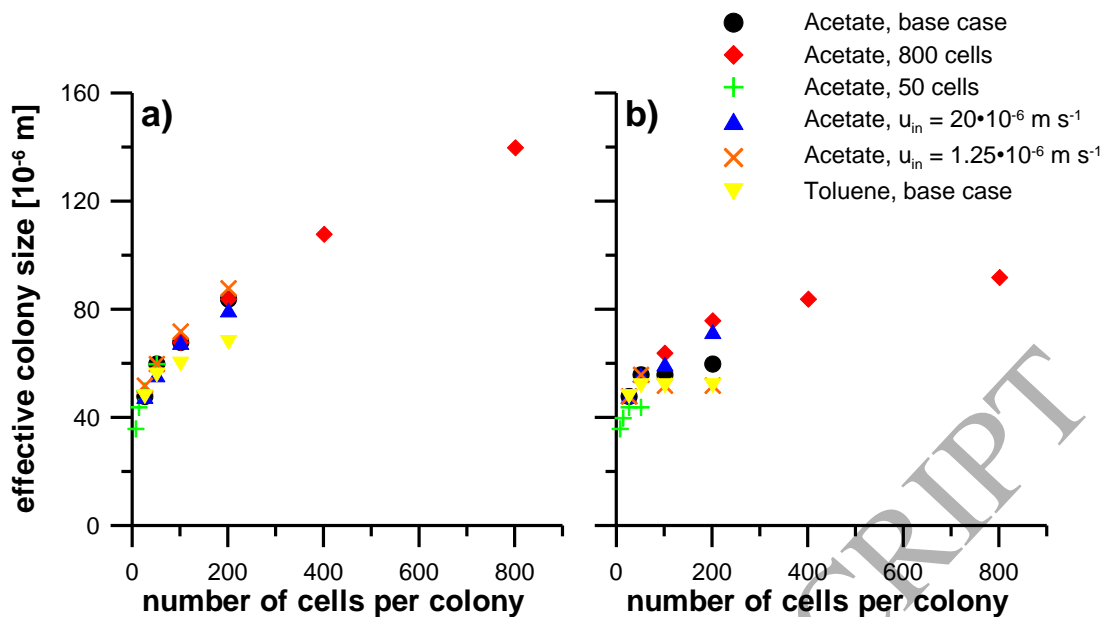 Acetate, base case
Acetate, 800 cells
Acetate, 50 cells
Acetate, u_in = 20•10⁻⁶ m s⁻¹
Acetate, u_in = 1.25•10⁻⁶ m s⁻¹
Toluene, base case
a)
b)
effective colony size [10⁻⁶ m]
160
120
80
40
0
0 200 400 600 800
0 200 400 600 800
number of cells per colony
number of cells per colony
CRIPT